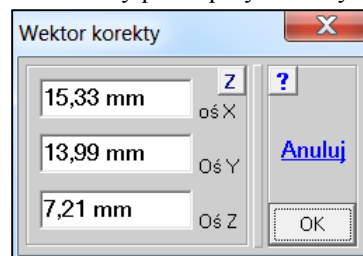 Wektor korekty
X
Z
?
15,33 mm
oś X
13,99 mm
Oś Y
Anuluj
7,21 mm
Oś Z
OK